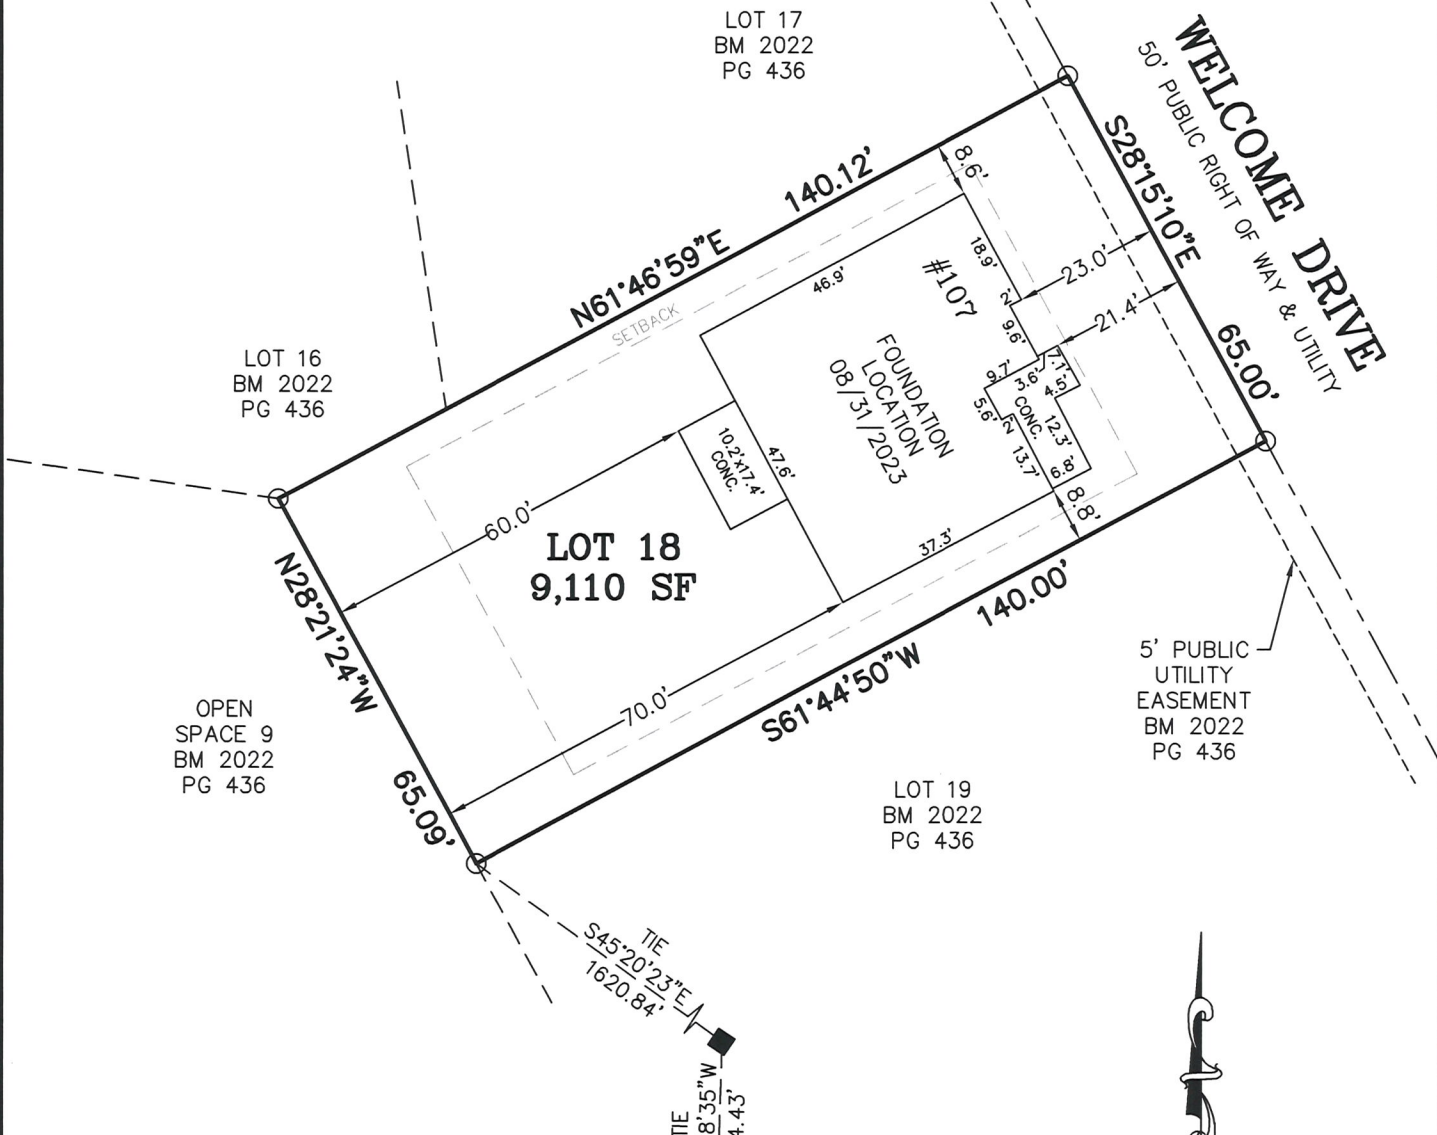 LOT 17
BM 2022
PG 436
WELCOME DRIVE
50' PUBLIC RIGHT OF WAY & UTILITY
S28°15'10"E
65.00'
N61°46'59"E
140.12'
8.6'
SETBACK
46.9'
18.9'
#107
2'
23.0'
9.6'
21.4'
FOUNDATION
LOCATION
08/31/2023
9.7'
3.6'
7.1'
4.5'
5.6'
2'
CONC.
12.3'
13.7'
6.8'
8.8'
LOT 16
BM 2022
PG 436
10.2'x17.4'
CONC.
47.6'
60.0'
LOT 18
9,110 SF
37.3'
70.0'
N28°21'24"W
65.09'
S61°44'50"W
140.00'
5' PUBLIC
UTILITY
EASEMENT
BM 2022
PG 436
OPEN
SPACE 9
BM 2022
PG 436
LOT 19
BM 2022
PG 436
TIE
S45°20'23"E
1620.84'
TIE
8'35"W
4.43'